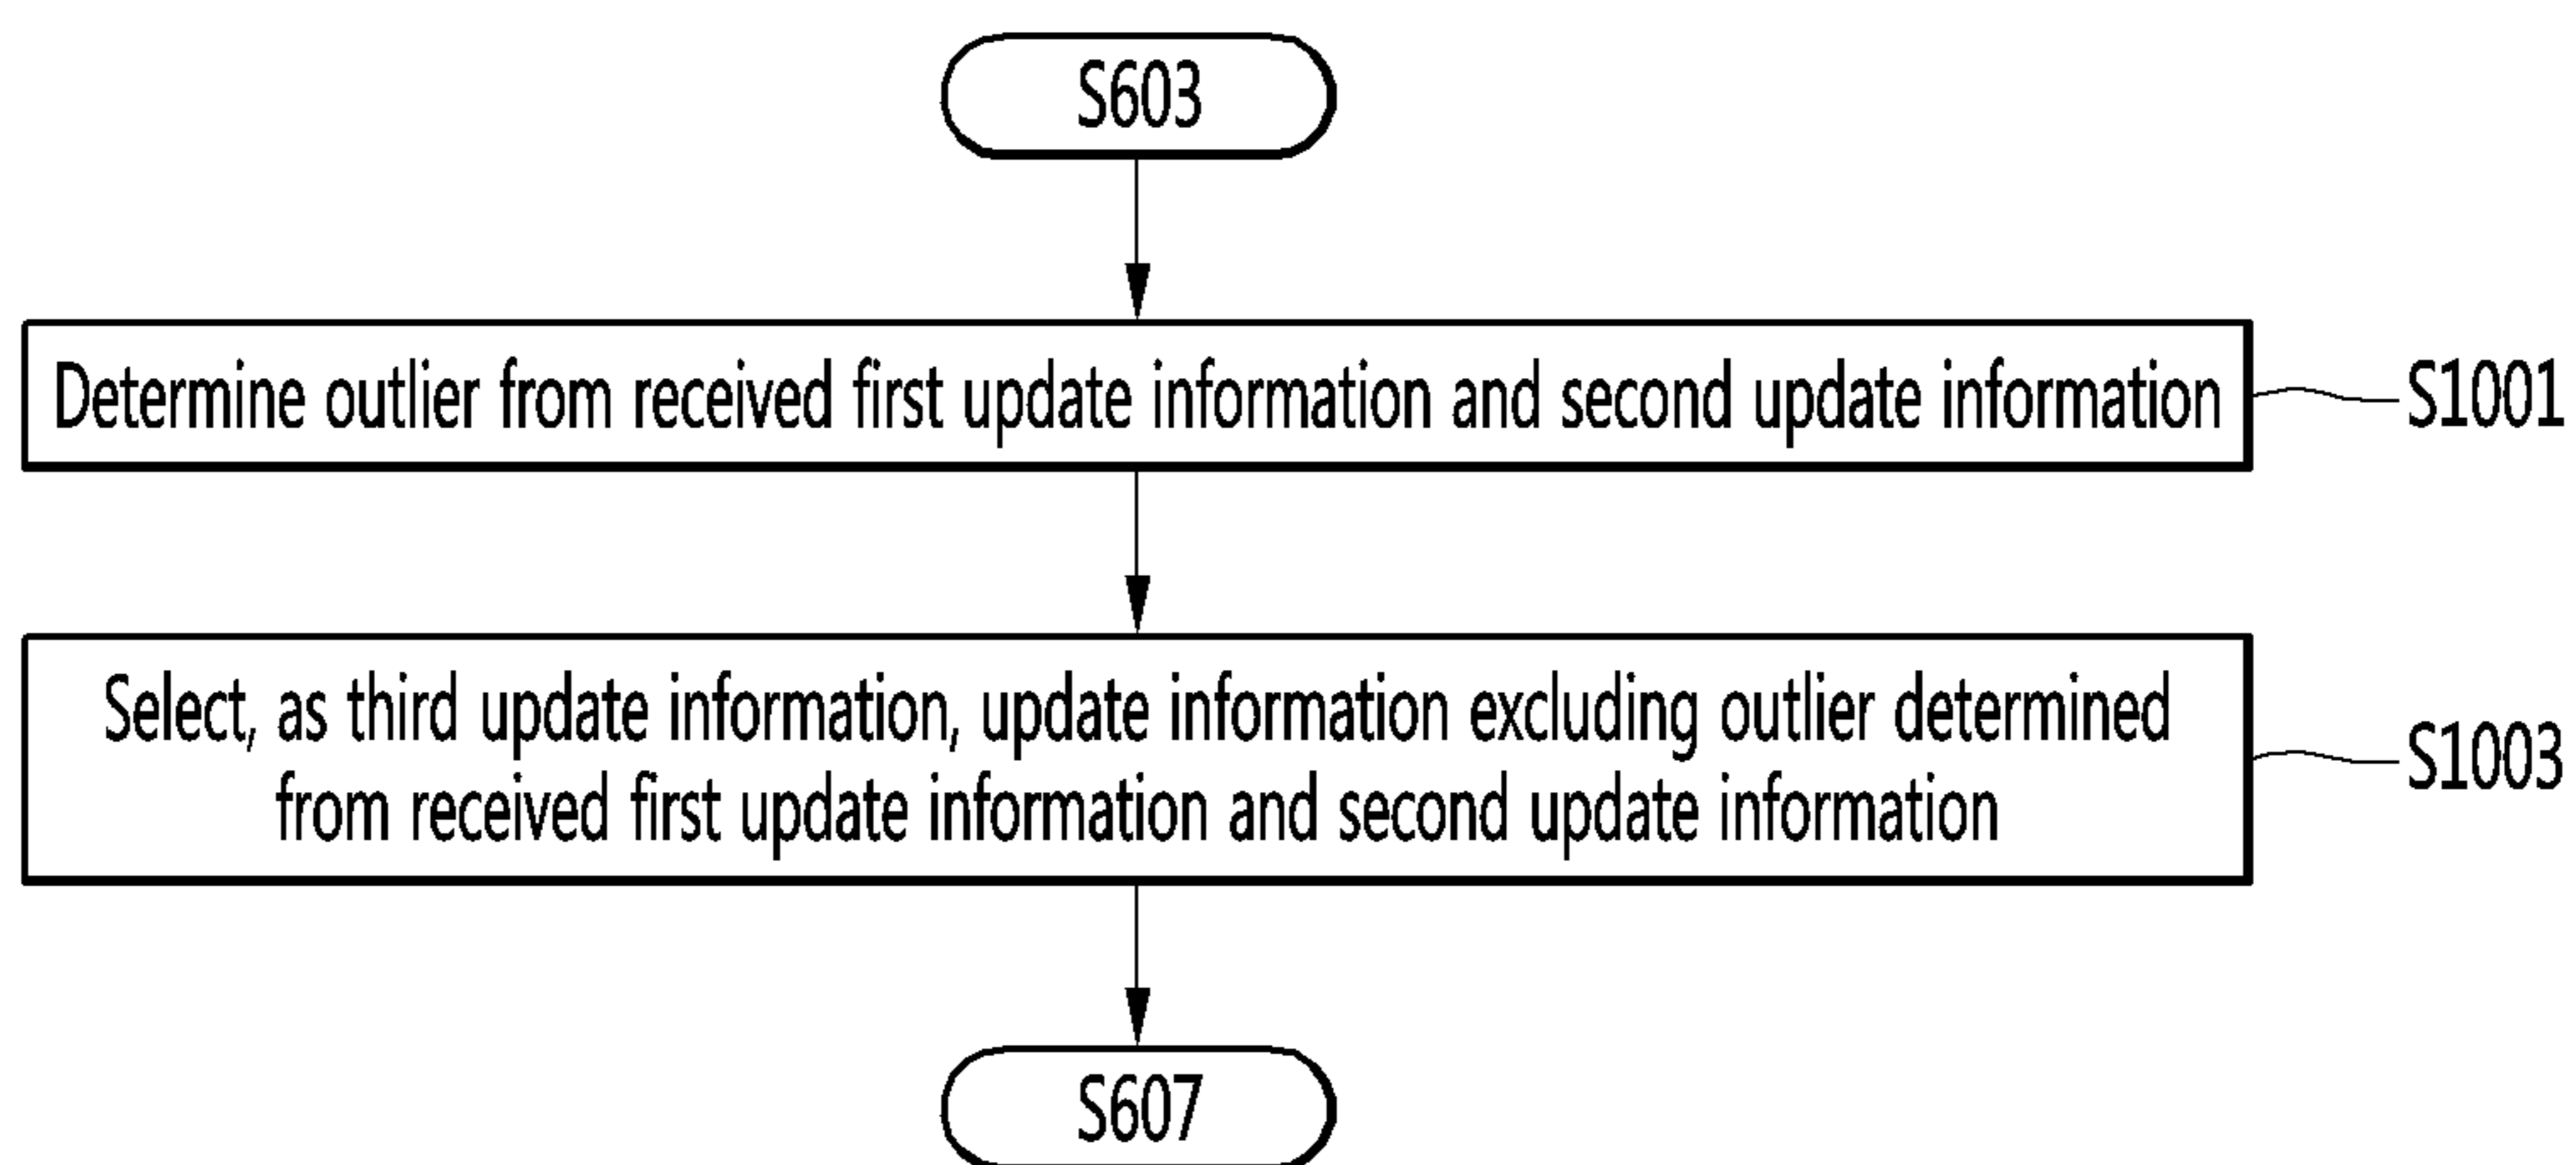 S603
Determine outlier from received first update information and second update information
S1001
Select, as third update information, update information excluding outlier determined
from received first update information and second update information
S1003
S607